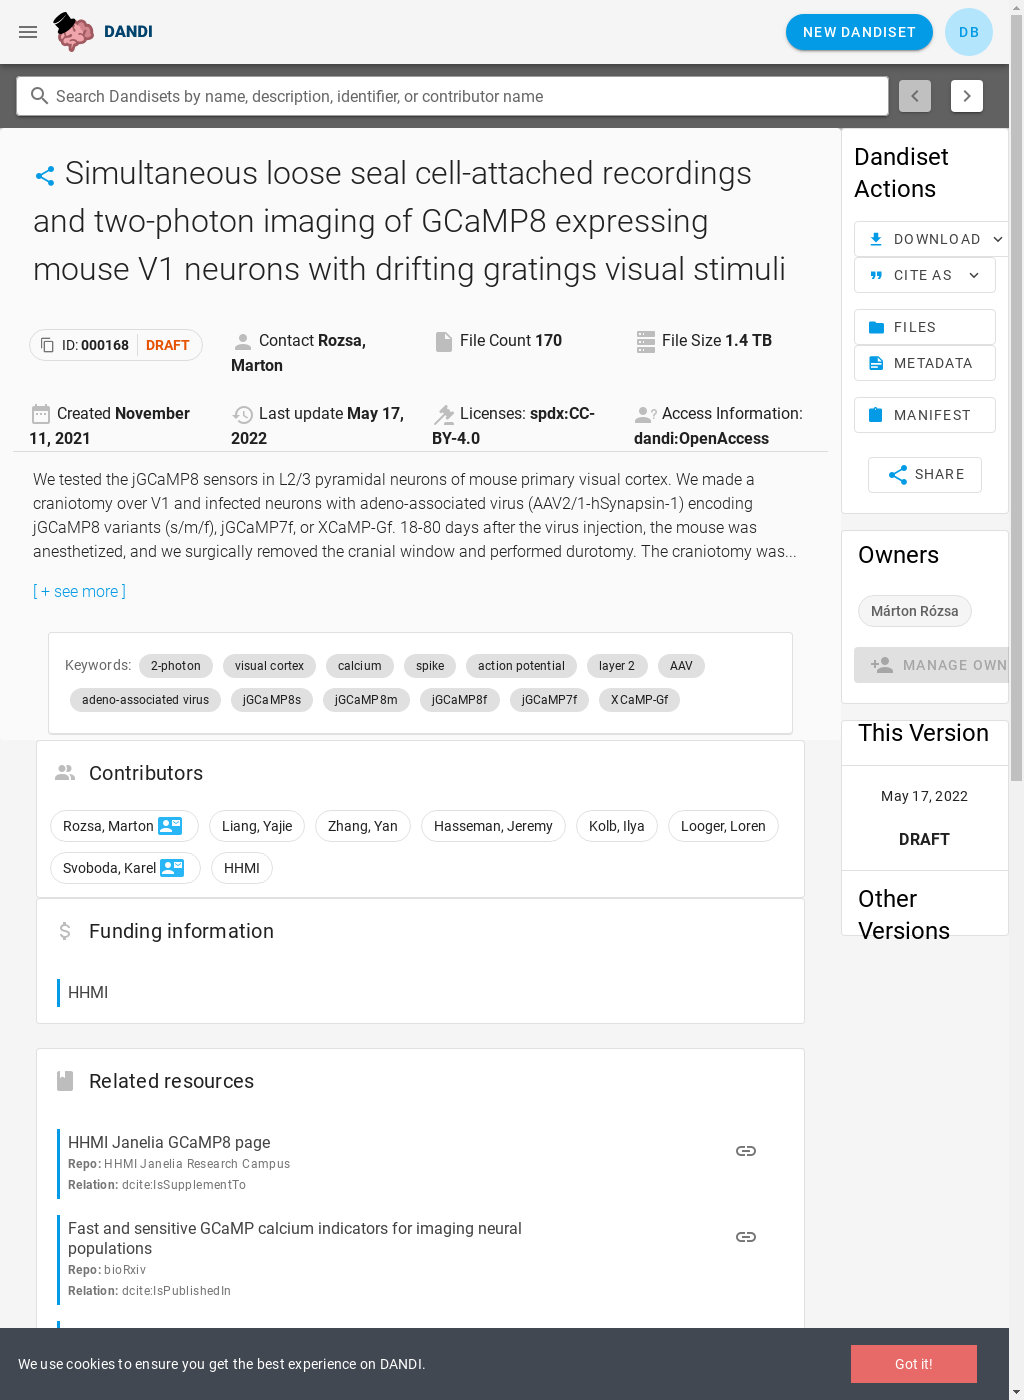 DANDI
NEW DANDISET
DB
Search Dandisets by name, description, identifier, or contributor name
Simultaneous loose seal cell-attached recordings
and two-photon imaging of GCaMP8 expressing
mouse V1 neurons with drifting gratings visual stimuli
ID: 000168 DRAFT
Contact Rozsa,
Marton
File Count 170
File Size 1.4 TB
Created November
11, 2021
Last update May 17,
2022
Licenses: spdx:CC-
BY-4.0
Access Information:
dandi:OpenAccess
We tested the jGCaMP8 sensors in L2/3 pyramidal neurons of mouse primary visual cortex. We made a
craniotomy over V1 and infected neurons with adeno-associated virus (AAV2/1-hSynapsin-1) encoding
jGCaMP8 variants (s/m/f), jGCaMP7f, or XCaMP-Gf. 18-80 days after the virus injection, the mouse was
anesthetized, and we surgically removed the cranial window and performed durotomy. The craniotomy was...
[ + see more ]
Keywords: 2-photon visual cortex calcium spike action potential layer 2 AAV
adeno-associated virus jGCaMP8s jGCaMP8m jGCaMP8f jGCaMP7f XCaMP-Gf
Contributors
Rozsa, Marton Liang, Yajie Zhang, Yan Hasseman, Jeremy Kolb, Ilya Looger, Loren
Svoboda, Karel HHMI
Funding information
HHMI
Related resources
HHMI Janelia GCaMP8 page
Repo: HHMI Janelia Research Campus
Relation: dcite:IsSupplementTo
Fast and sensitive GCaMP calcium indicators for imaging neural
populations
Repo: bioRxiv
Relation: dcite:IsPublishedIn
Dandiset
Actions
DOWNLOAD
CITE AS
FILES
METADATA
MANIFEST
SHARE
Owners
Márton Rózsa
MANAGE OWN
This Version
May 17, 2022
DRAFT
Other
Versions
We use cookies to ensure you get the best experience on DANDI.
Got it!